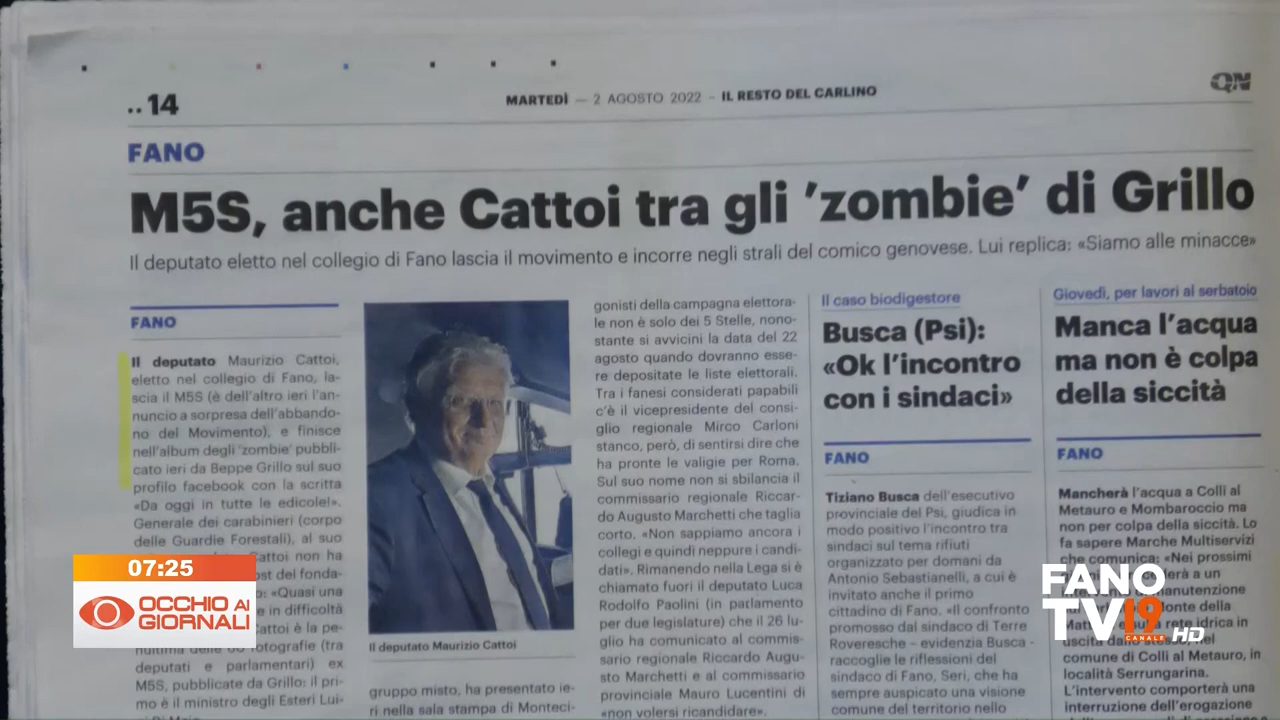 ..14
MARTEDÌ — 2 AGOSTO 2022 – IL RESTO DEL CARLINO
QN
FANO
M5S, anche Cattoi tra gli ’zombie’ di Grillo
Il deputato eletto nel collegio di Fano lascia il movimento e incorre negli strali del comico genovese. Lui replica: «Siamo alle minacce»
FANO
Il deputato Maurizio Cattoi,
eletto nel collegio di Fano, la-
scia il M5S (è dell'altro ieri l'an-
nuncio a sorpresa dell'abbando-
no del Movimento), e finisce
nell'album degli 'zombie' pubbli-
cato ieri da Beppe Grillo sul suo
profilo facebook con la scritta
«Da oggi in tutte le edicole!».
Generale dei carabinieri (corpo
delle Guardie Forestali), al suo
Cattoi non ha
ost del fonda-
o: «Quasi una
e in difficoltà
Cattoi è la pe-
nultima delle fotografie (tra
deputati e parlamentari) ex
M5S, pubblicate da Grillo: il pri-
mo è il ministro degli Esteri Lui-
Il deputato Maurizio Cattoi
gruppo misto, ha presentato ie-
ri nella sala stampa di Monteci-
gonisti della campagna elettora-
le non è solo dei 5 Stelle, nono-
stante si avvicini la data del 22
agosto quando dovranno esse-
re depositate le liste elettorali.
Tra i fanesi considerati papabili
c'è il vicepresidente del consi-
glio regionale Mirco Carloni
stanco, però, di sentirsi dire che
ha pronte le valigie per Roma.
Sul suo nome non si sbilancia il
commissario regionale Riccar-
do Augusto Marchetti che taglia
corto. «Non sappiamo ancora i
collegi e quindi neppure i candi-
dati». Rimanendo nella Lega si è
chiamato fuori il deputato Luca
Rodolfo Paolini (in parlamento
per due legislature) che il 26 lu-
glio ha comunicato al commis-
sario regionale Riccardo Augu-
sto Marchetti e al commissario
provinciale Mauro Lucentini di
«non volersi ricandidare».
Il caso biodigestore
Busca (Psi):
«Ok l'incontro
con i sindaci»
FANO
Tiziano Busca dell'esecutivo
provinciale del Psi, giudica in
modo positivo l'incontro tra
sindaci sul tema rifiuti
organizzato per domani da
Antonio Sebastianelli, a cui è
invitato anche il primo
cittadino di Fano. «Il confronto
promosso dal sindaco di Terre
Roveresche - evidenzia Busca -
raccoglie le riflessioni del
sindaco di Fano, Seri, che ha
sempre auspicato una visione
comune del territorio nello
Giovedì, per lavori al serbatoio
Manca l'acqua
ma non è colpa
della siccità
FANO
Mancherà l'acqua a Colli al
Metauro e Mombaroccio ma
non per colpa della siccità. Lo
fa sapere Marche Multiservizi
che comunica: «Nei prossimi
a un
manutenzione
Monte della
rete idrica in
uscita nel
comune di Colli al Metauro, in
località Serrungarina.
L'intervento comporterà una
interruzione dell'erogazione
07:25
OCCHIO AI
GIORNALI
FANO
TV19
CANALE
HD